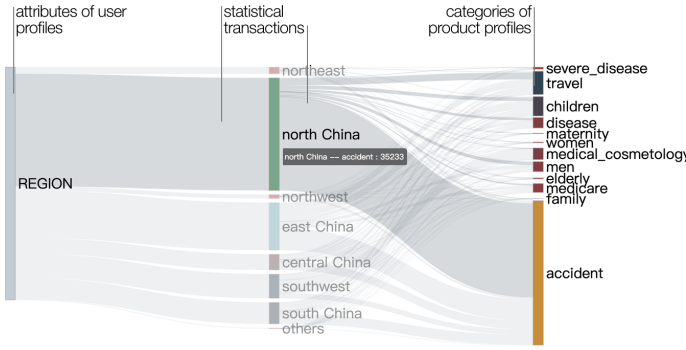 attributes of user
profiles
statistical
transactions
categories of
product profiles
REGION
northeast
north China
north China -- accident : 35233
northwest
east China
central China
southwest
south China
others
severe_disease
travel
children
disease
maternity
women
medical_cosmetology
men
elderly
medicare
family
accident